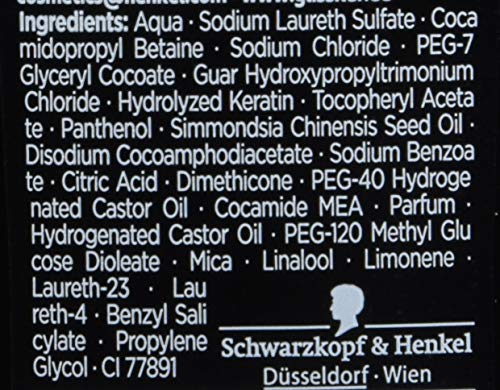 Ingredients: Aqua · Sodium Laureth Sulfate · Coca
midopropyl Betaine · Sodium Chloride · PEG-7
Glyceryl Cocoate · Guar Hydroxypropyltrimonium
Chloride · Hydrolyzed Keratin · Tocopheryl Aceta
te · Panthenol · Simmondsia Chinensis Seed Oil ·
Disodium Cocoamphodiacetate · Sodium Benzoa
te · Citric Acid · Dimethicone · PEG-40 Hydroge
nated Castor Oil · Cocamide MEA · Parfum ·
Hydrogenated Castor Oil · PEG-120 Methyl Glu
cose Dioleate · Mica · Linalool · Limonene ·
Laureth-23 · Lau
reth-4 · Benzyl Sali
cylate · Propylene
Glycol · CI 77891
Schwarzkopf & Henkel
Düsseldorf · Wien